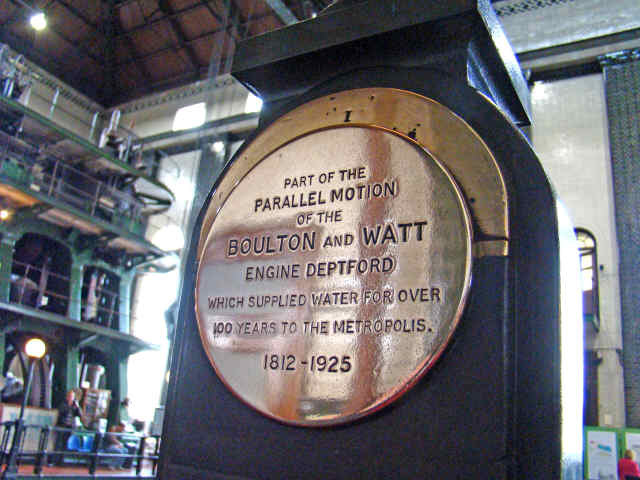 I
PART OF THE
PARALLEL MOTION
OF THE
BOULTON AND WATT
ENGINE DEPTFORD
WHICH SUPPLIED WATER FOR OVER
100 YEARS TO THE METROPOLIS.
1812-1925